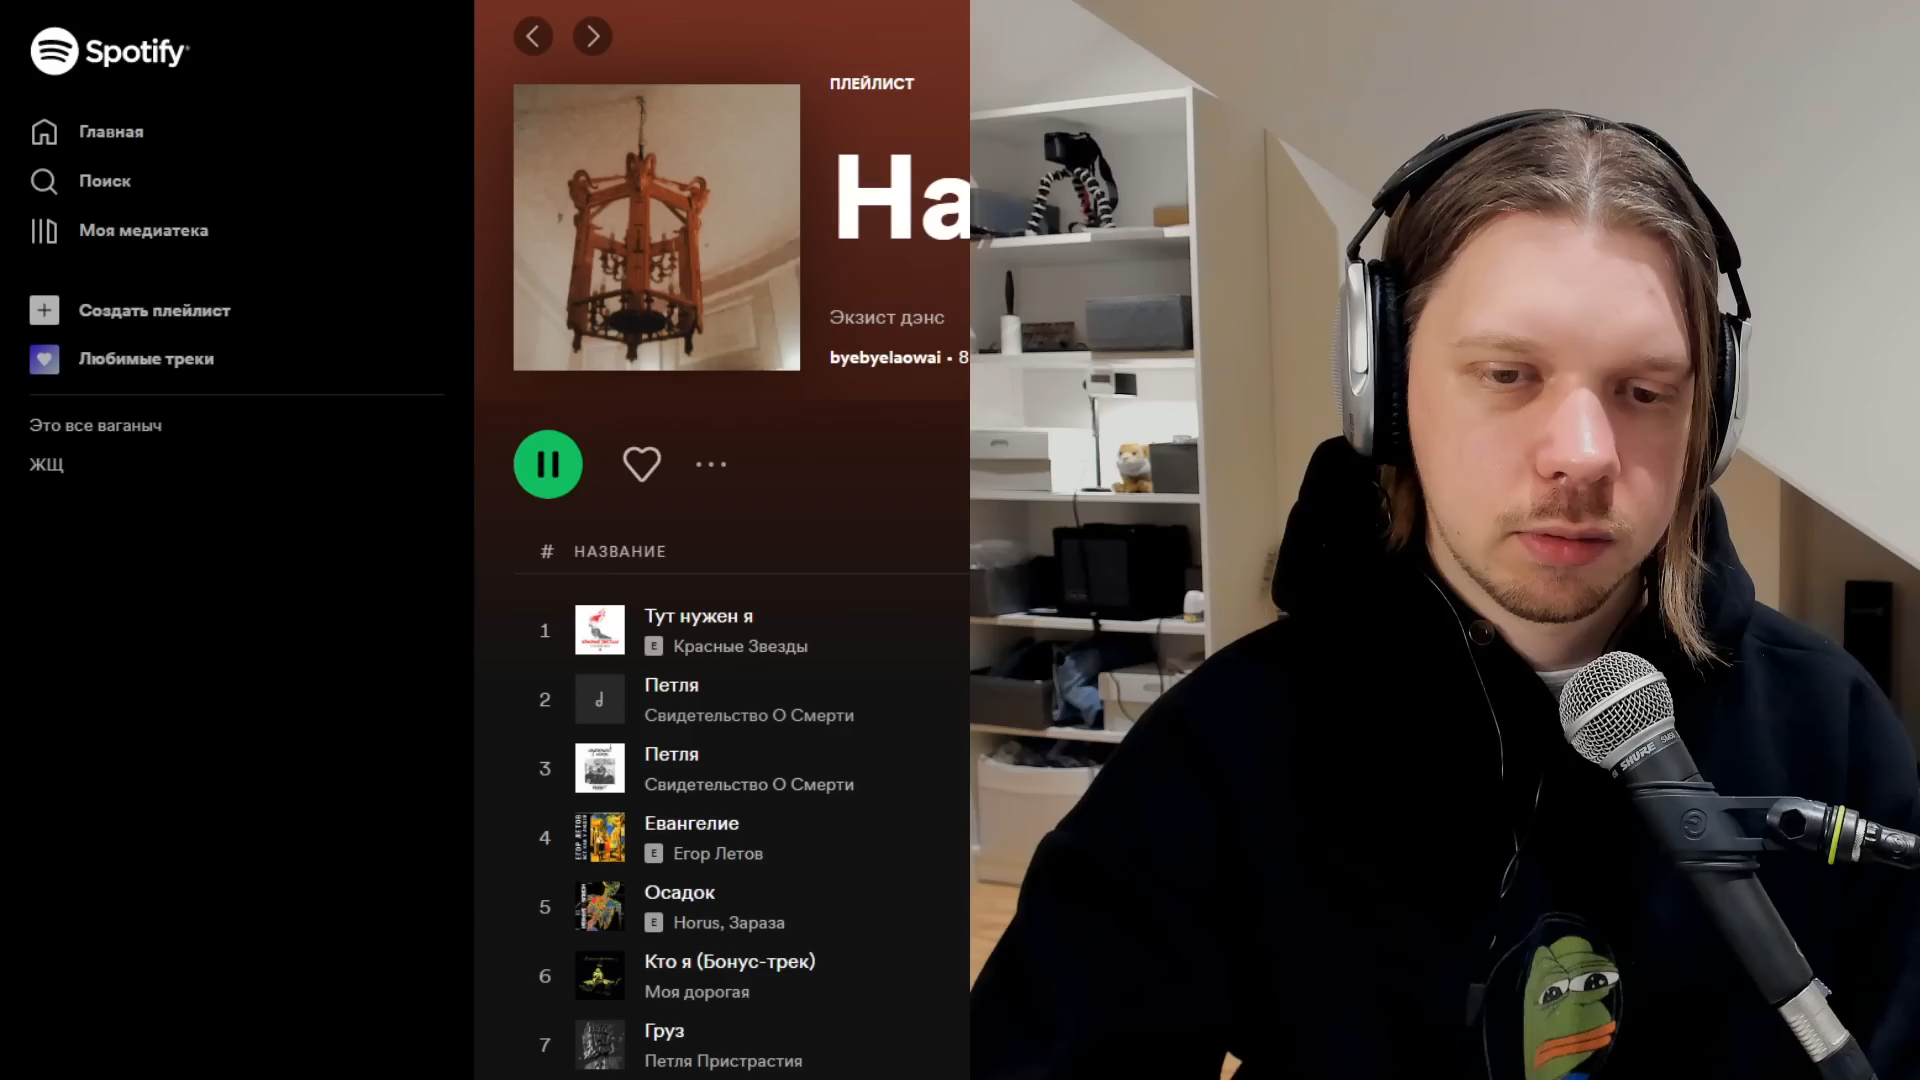 Spotify
Главная
Поиск
Моя медиатека
Создать плейлист
Любимые треки
Это все ваганыч
ЖЩ
ПЛЕЙЛИСТ
На
Экзист дэнс
byebyelaowai • 8
# НАЗВАНИЕ
1 Тут нужен я
E Красные Звезды
2 Петля
Свидетельство О Смерти
3 Петля
Свидетельство О Смерти
4 Евангелие
E Егор Летов
5 Осадок
E Horus, Зараза
6 Кто я (Бонус-трек)
Моя дорогая
7 Груз
Петля Пристрастия
SHURE